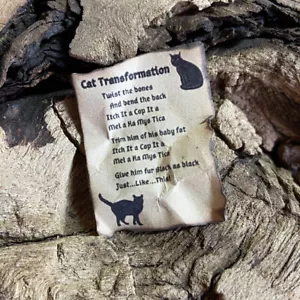 Cat Transformation
Twist the bones
And bend the back
Itch It a Cop It a
Mel a Ka Mys Tica
Trim him of his baby fat
Itch It a Cop It a
Mel a Ka Mys Tica
Give him fur Black as black
Just...Like...This!